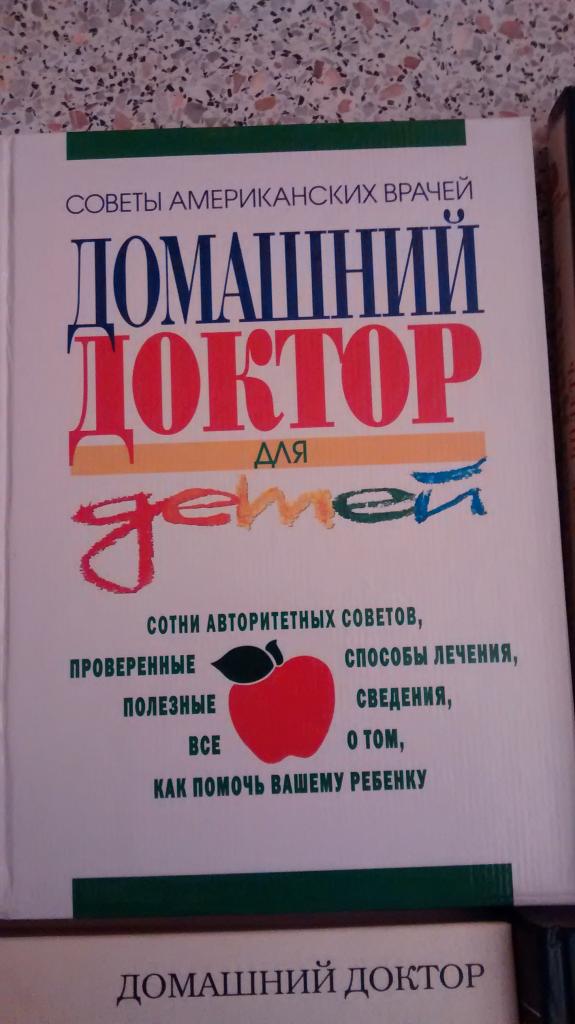 СОВЕТЫ АМЕРИКАНСКИХ ВРАЧЕЙ
ДОМАШНИЙ
ДОКТОР
ДЛЯ
детей
СОТНИ АВТОРИТЕТНЫХ СОВЕТОВ,
ПРОВЕРЕННЫЕ СПОСОБЫ ЛЕЧЕНИЯ,
ПОЛЕЗНЫЕ СВЕДЕНИЯ,
ВСЕ О ТОМ,
КАК ПОМОЧЬ ВАШЕМУ РЕБЕНКУ
ДОМАШНИЙ ДОКТОР